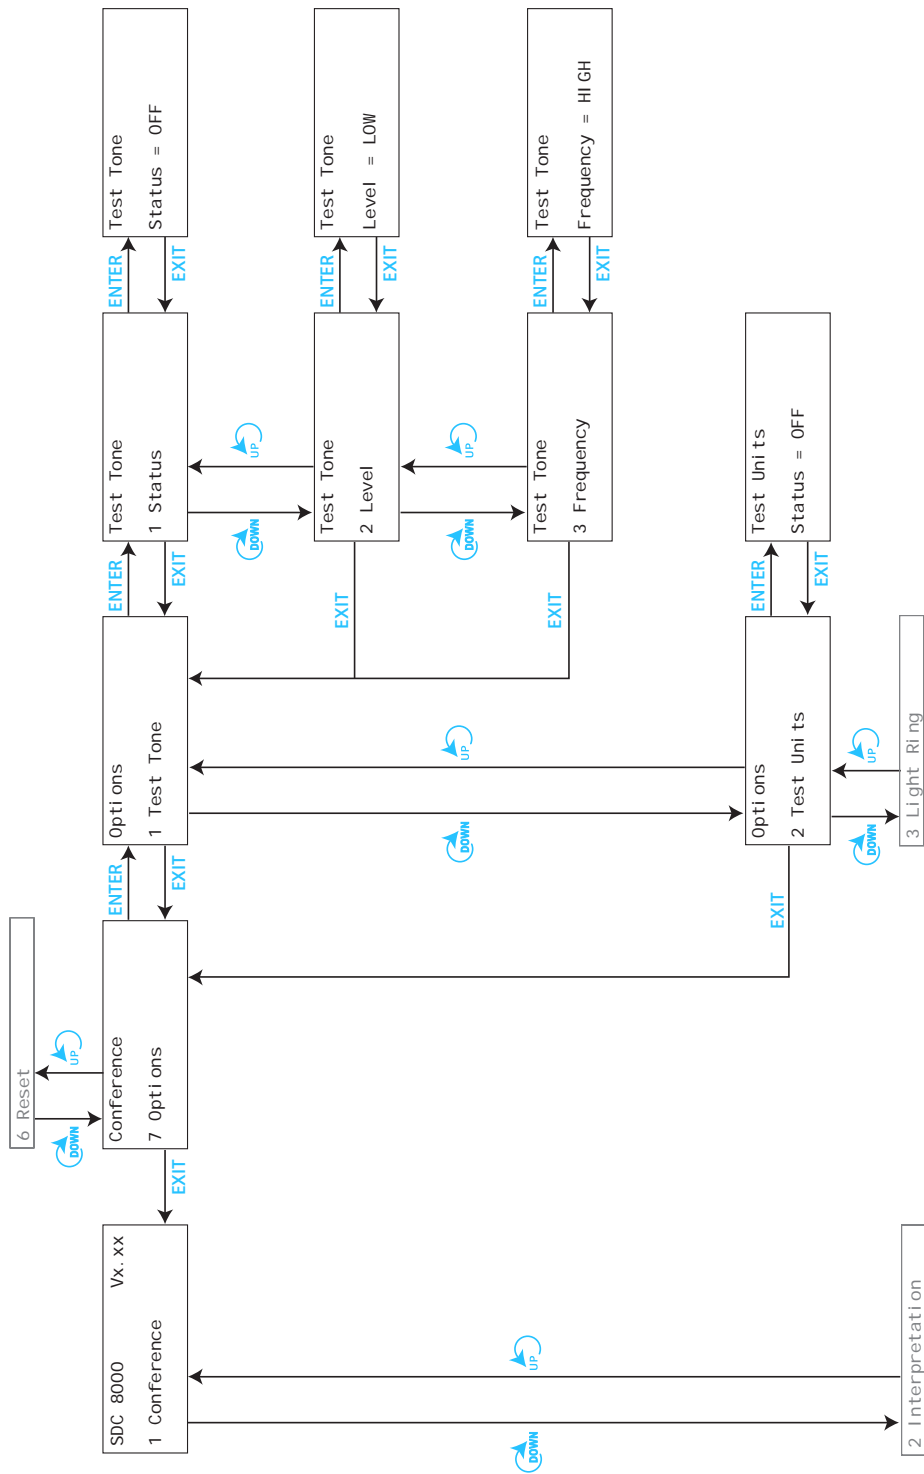 6 Reset
DOWN
UP
SDC 8000 Vx.xx
1 Conference
EXIT
Conference
7 Options
ENTER
EXIT
Options
1 Test Tone
ENTER
EXIT
Test Tone
1 Status
ENTER
EXIT
Test Tone
Status = OFF
DOWN
UP
EXIT
Test Tone
2 Level
ENTER
EXIT
Test Tone
Level = LOW
DOWN
UP
DOWN
UP
DOWN
UP
EXIT
Test Tone
3 Frequency
ENTER
EXIT
Test Tone
Frequency = HIGH
EXIT
Options
2 Test Units
ENTER
EXIT
Test Units
Status = OFF
DOWN
UP
2 Interpretation
3 Light Ring